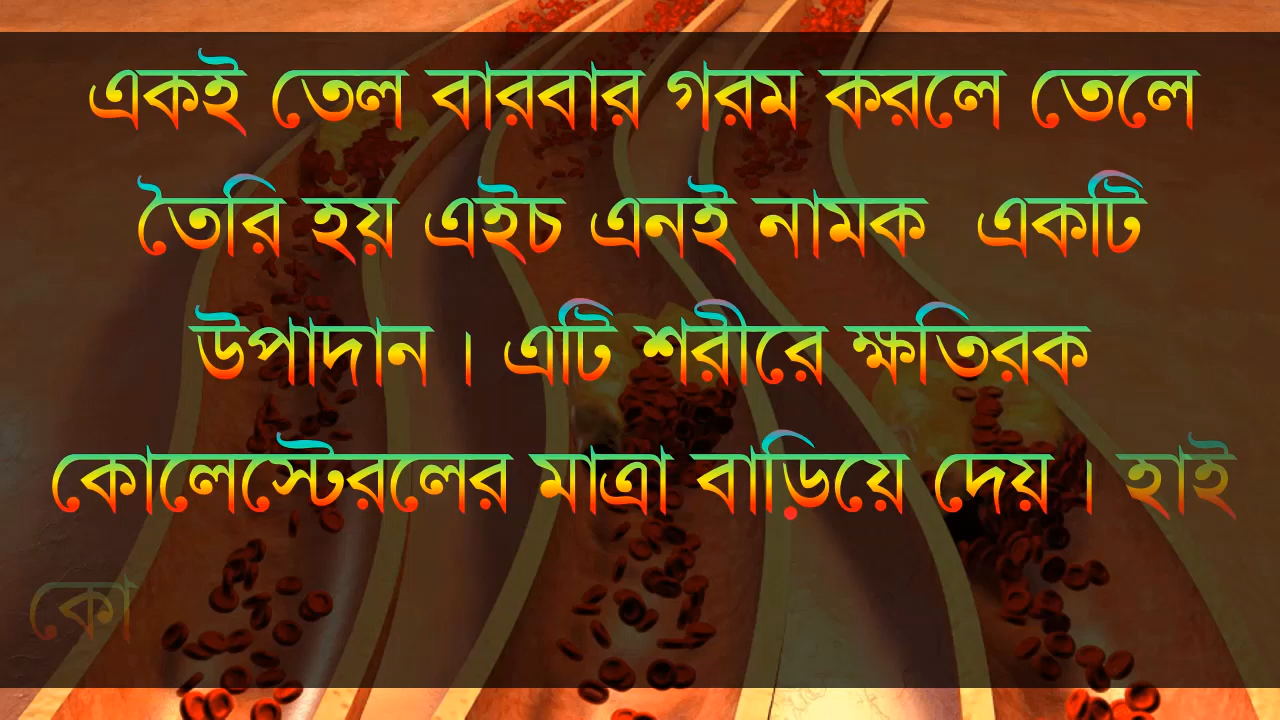 একই তেল বারবার গরম করলে তেলে
তৈরি হয় এইচ এনই নামক একটি
উপাদান। এটি শরীরে ক্ষতিরক
কোলেস্টেরলের মাত্রা বাড়িয়ে দেয়। হাই
কো